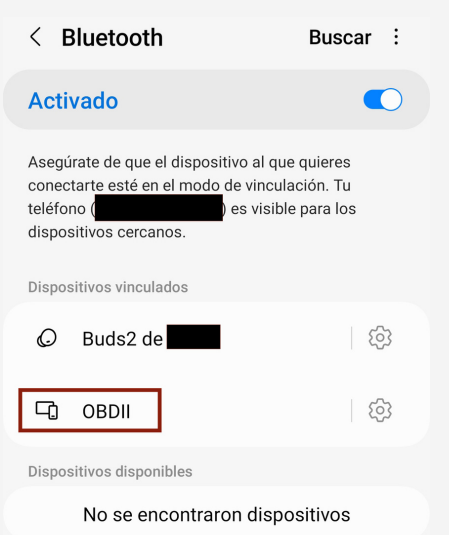 Bluetooth Buscar
Activado
Asegúrate de que el dispositivo al que quieres
conectarte esté en el modo de vinculación. Tu
teléfono ( ) es visible para los
dispositivos cercanos.
Dispositivos vinculados
Buds2 de
OBDII
Dispositivos disponibles
No se encontraron dispositivos